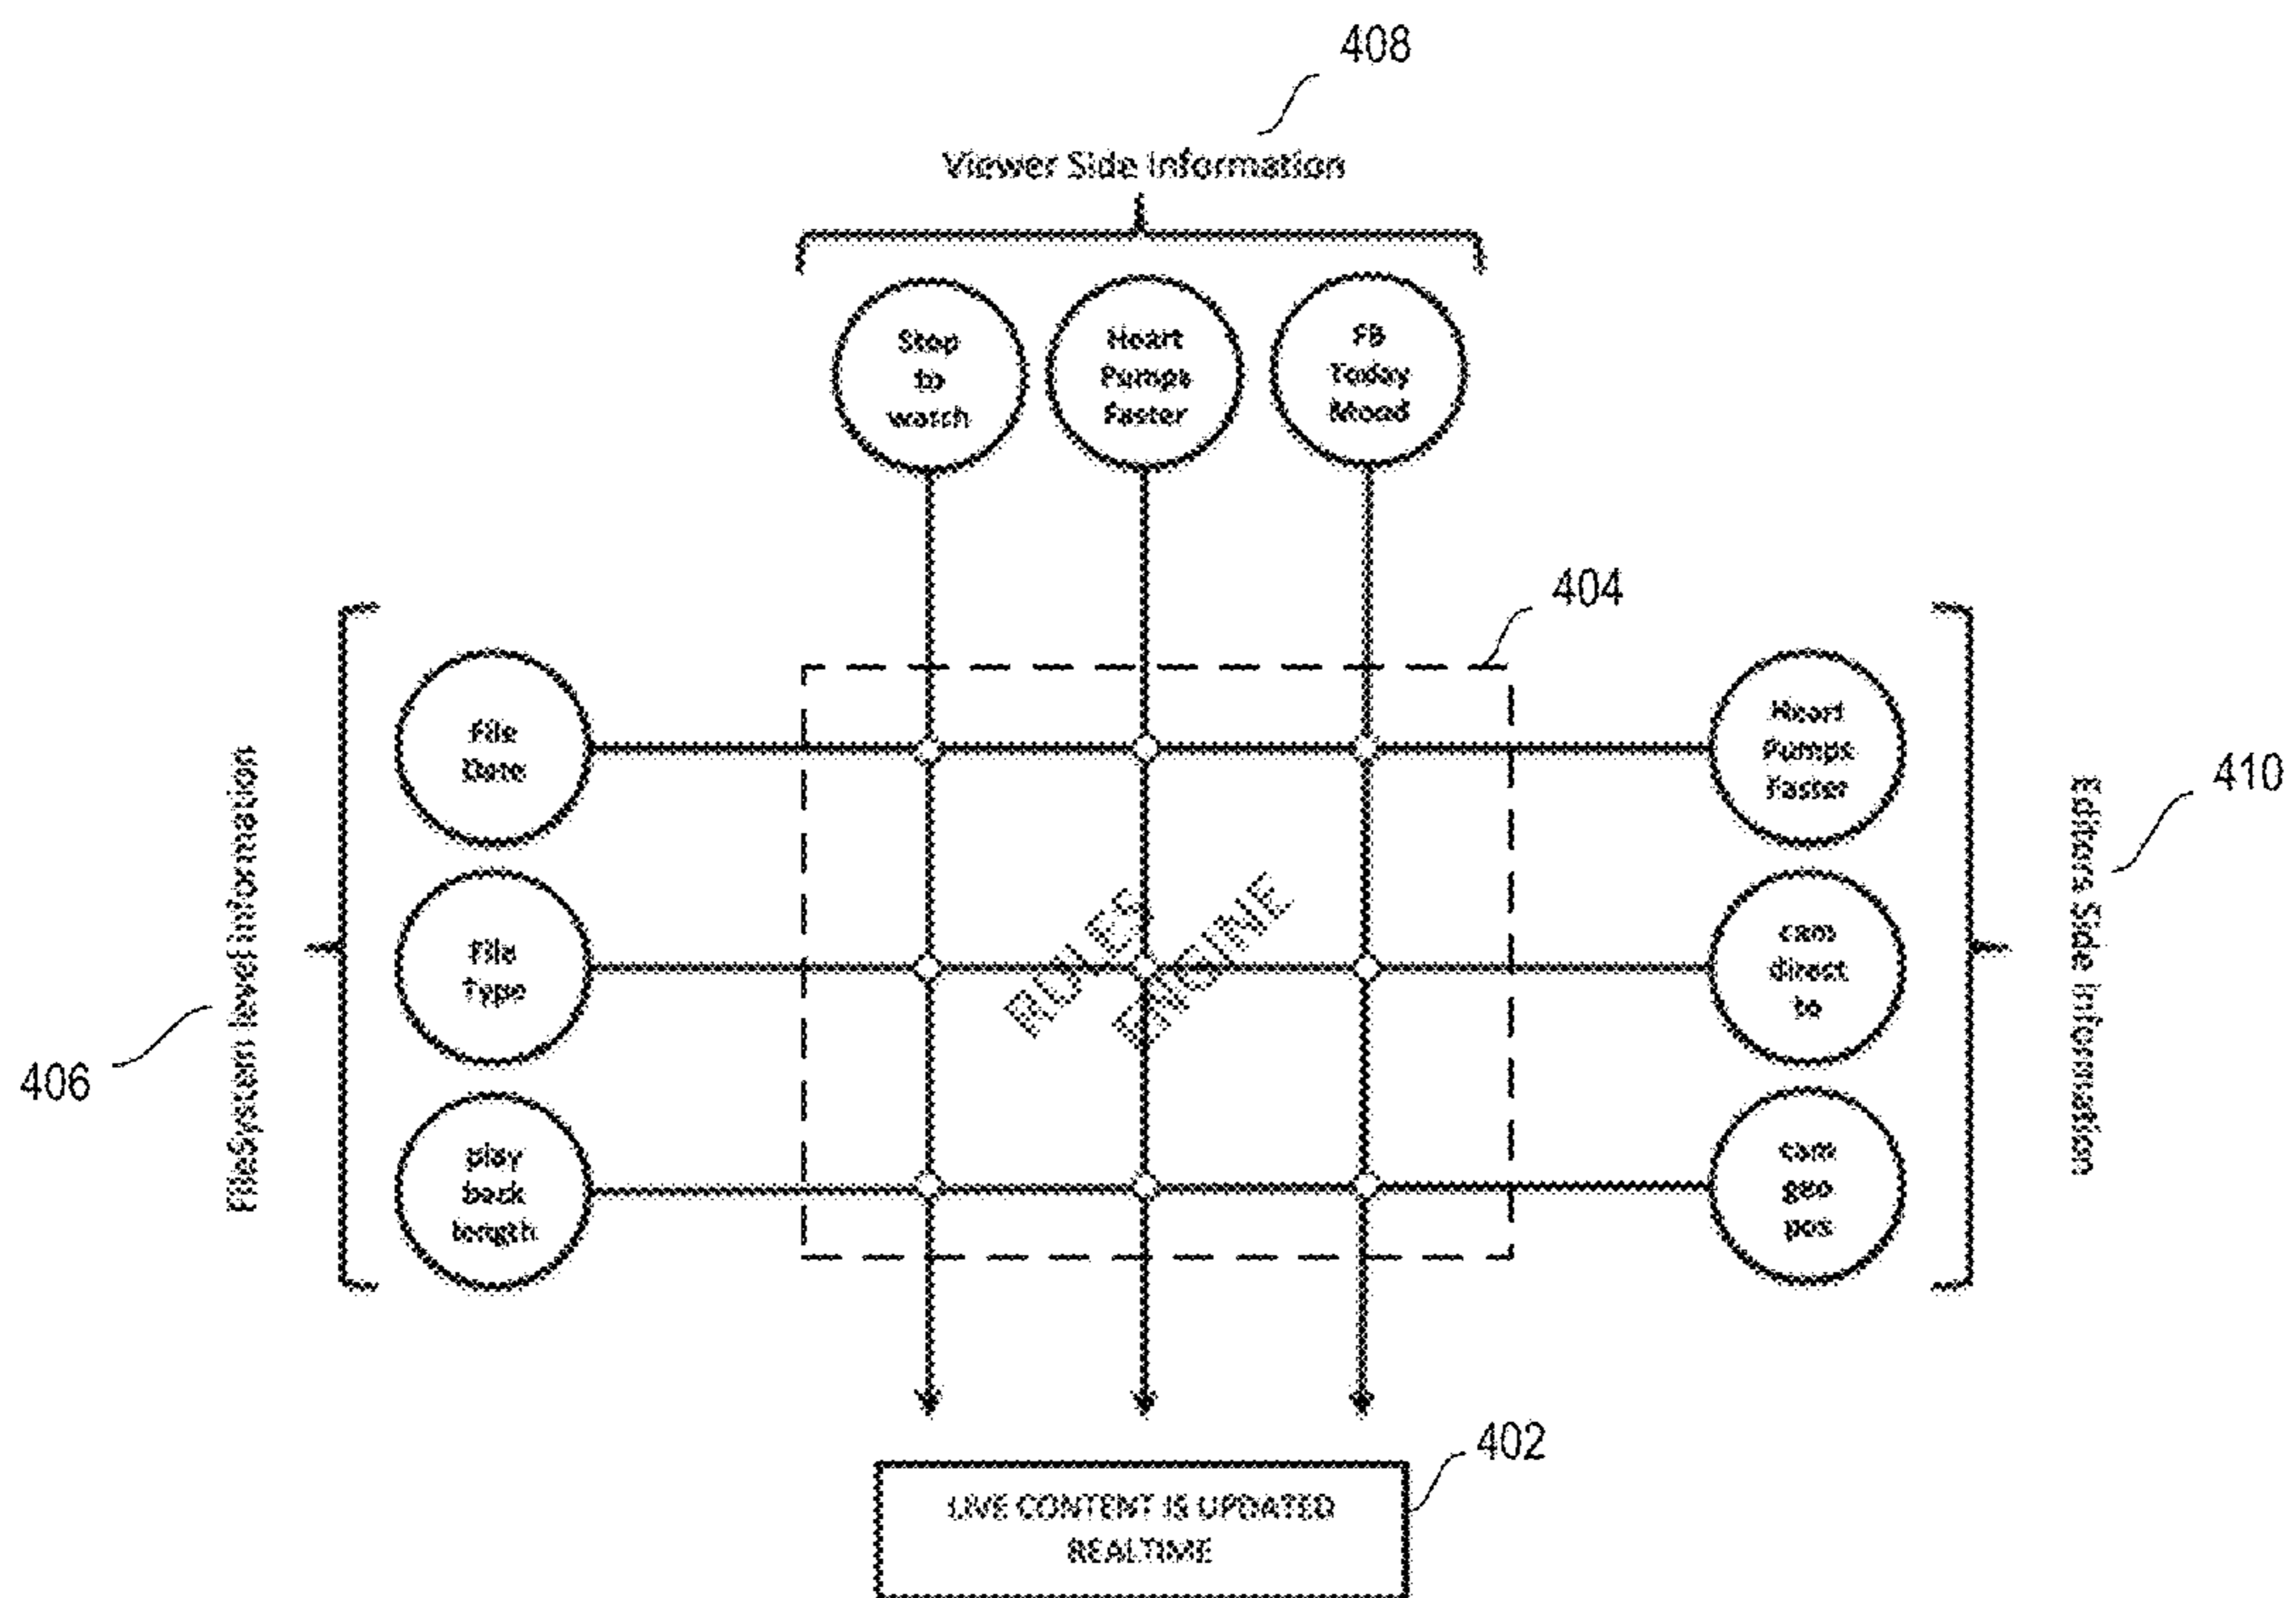 408
Viewer Side Information
Stop
to
watch
Heart
Pumps
Faster
FB
Today
Mood
404
File
Date
Heart
Pumps
Faster
410
Editors Side Information
FileSystem level information
406
File
Type
RULES
ENGINE
cam
direct
to
play
back
length
cam
geo
pos
402
LIVE CONTENT IS UPDATED
REALTIME